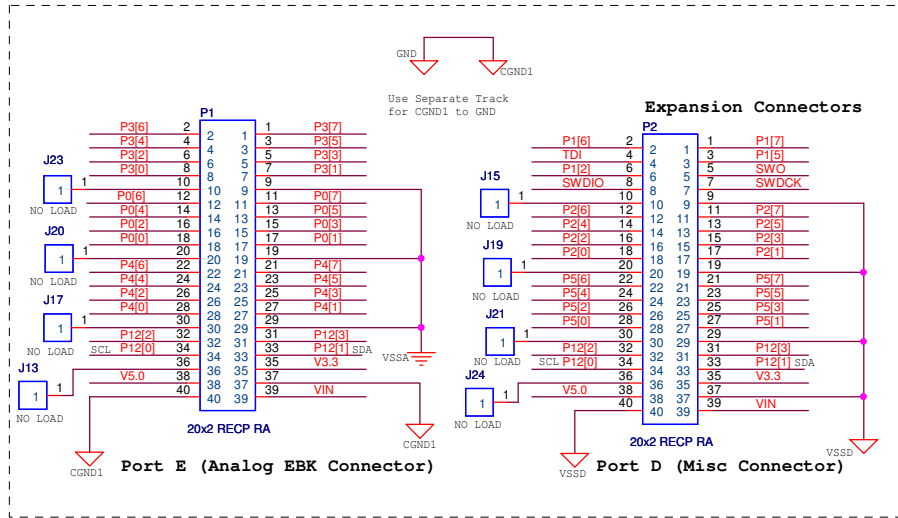 GND
CGND1
Use Separate Track
for CGND1 to GND
Expansion Connectors
P1
P3[6] 2 2 1 1 P3[7]
P3[4] 4 4 3 3 P3[5]
P3[2] 6 6 5 5 P3[3]
P3[0] 8 8 7 7 P3[1]
J23 1 1 10 10 9 9
NO LOAD
P0[6] 12 12 11 11 P0[7]
P0[4] 14 14 13 13 P0[5]
P0[2] 16 16 15 15 P0[3]
P0[0] 18 18 17 17 P0[1]
J20 1 1 20 20 19 19
NO LOAD
P4[6] 22 22 21 21 P4[7]
P4[4] 24 24 23 23 P4[5]
P4[2] 26 26 25 25 P4[3]
P4[0] 28 28 27 27 P4[1]
J17 1 1 30 30 29 29
NO LOAD
P12[2] 32 32 31 31 P12[3]
SCL P12[0] 34 34 33 33 P12[1] SDA
VSSA
J13 1 1 36 36 35 35 V3.3
NO LOAD
V5.0 38 38 37 37
40 40 39 39 VIN
20x2 RECP RA
CGND1
CGND1
Port E (Analog EBK Connector)
P2
P1[6] 2 2 1 1 P1[7]
TDI 4 4 3 3 P1[5]
P1[2] 6 6 5 5 SWO
SWDIO 8 8 7 7 SWDCK
J15 1 1 10 10 9 9
NO LOAD
P2[6] 12 12 11 11 P2[7]
P2[4] 14 14 13 13 P2[5]
P2[2] 16 16 15 15 P2[3]
P2[0] 18 18 17 17 P2[1]
J19 1 1 20 20 19 19
NO LOAD
P5[6] 22 22 21 21 P5[7]
P5[4] 24 24 23 23 P5[5]
P5[2] 26 26 25 25 P5[3]
P5[0] 28 28 27 27 P5[1]
J21 1 1 30 30 29 29
NO LOAD
P12[2] 32 32 31 31 P12[3]
SCL P12[0] 34 34 33 33 P12[1] SDA
J24 1 1 36 36 35 35 V3.3
NO LOAD
V5.0 38 38 37 37
40 40 39 39 VIN
20x2 RECP RA
VSSD
VSSD
Port D (Misc Connector)